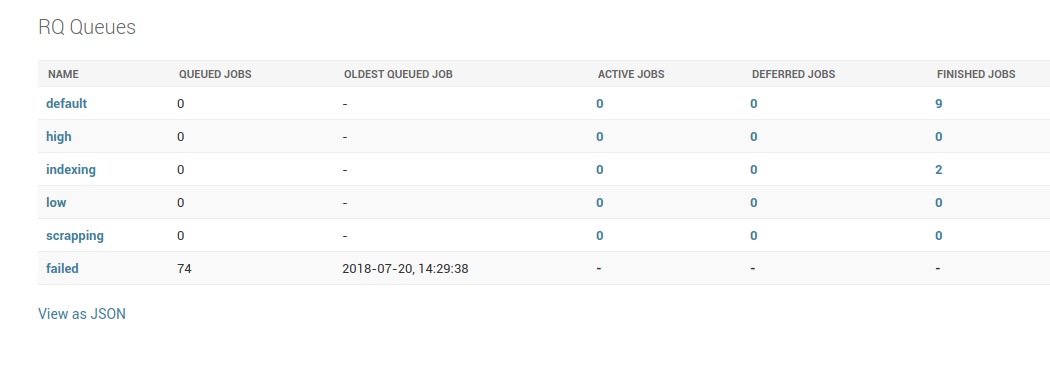 RQ Queues
NAME QUEUED JOBS OLDEST QUEUED JOB ACTIVE JOBS DEFERRED JOBS FINISHED JOBS
default 0 - 0 0 9
high 0 - 0 0 0
indexing 0 - 0 0 2
low 0 - 0 0 0
scrapping 0 - 0 0 0
failed 74 2018-07-20, 14:29:38 - - -
View as JSON